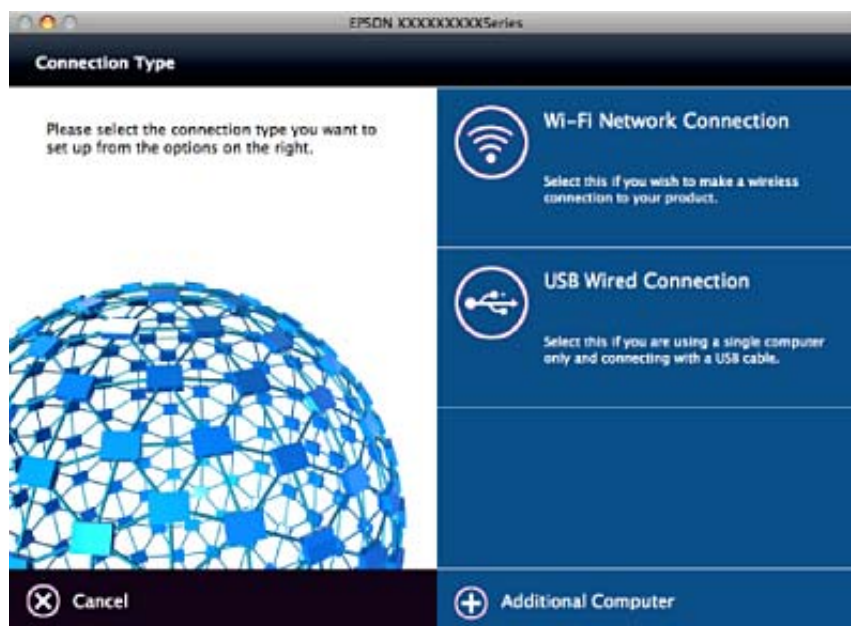 EPSON XXXXXXXXXSeries
Connection Type
Please select the connection type you want to
set up from the options on the right.
Wi-Fi Network Connection
Select this if you wish to make a wireless
connection to your product.
USB Wired Connection
Select this if you are using a single computer
only and connecting with a USB cable.
Cancel
Additional Computer